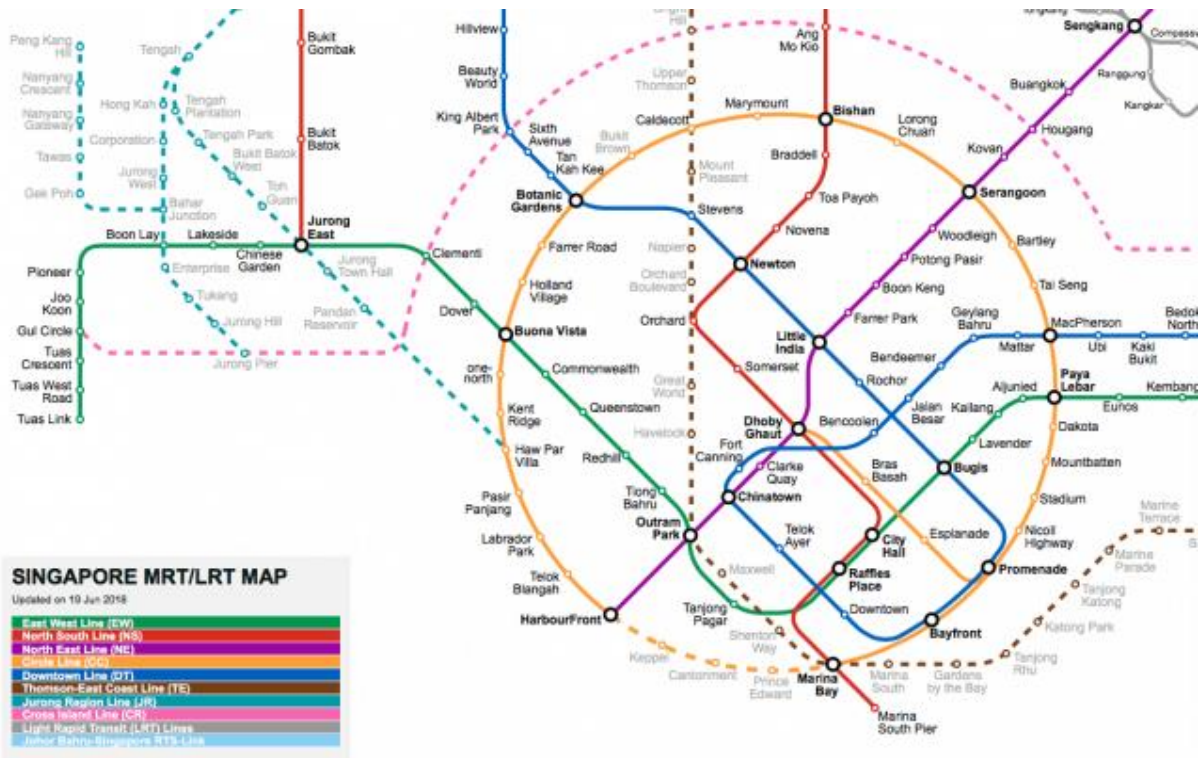 Peng Kang
Hill
Nanyang
Crescent
Nanyang
Gateway
Tawas
Gek Poh
Tengah
Hong Kah
Tengah
Plantation
Corporation
Tengah Park
Bukit Batok
West
Jurong
West
Toh
Guan
Bahar
Junction
Bukit
Gombak
Bukit
Batok
Jurong
East
Boon Lay
Lakeside
Chinese
Garden
Enterprise
Tukang
Jurong Hill
Jurong Pier
Jurong
Town Hall
Pandan
Reservoir
Pioneer
Joo
Koon
Gul Circle
Tuas
Crescent
Tuas West
Road
Tuas Link
Hillview
Beauty
World
King Albert
Park
Sixth
Avenue
Tan
Kah Kee
Botanic
Gardens
Bukit
Brown
Caldecott
Marymount
Hill
Upper
Thomson
Mount
Pleasant
Stevens
Napier
Orchard
Boulevard
Orchard
Great
World
Havelock
Ang
Mo Kio
Bishan
Braddell
Toa Payoh
Novena
Newton
Somerset
Lorong
Chuan
Sengkang
Compassv
Ranggung
Kangkar
Buangkok
Hougang
Kovan
Serangoon
Woodleigh
Potong Pasir
Boon Keng
Farrer Park
Little
India
Bartley
Tai Seng
Geylang
Bahru
MacPherson
Mattar
Ubi
Kaki
Bukit
Bedok
North
Bendemeer
Rochor
Jalan
Besar
Bencoolen
Paya
Lebar
Aljunied
Kallang
Lavender
Eunos
Kembang
Dakota
Mountbatten
Stadium
Nicoll
Highway
Clementi
Dover
Farrer Road
Holland
Village
Buona Vista
one-
north
Commonwealth
Kent
Ridge
Queenstown
Haw Par
Villa
Redhill
Pasir
Panjang
Tiong
Bahru
Labrador
Park
Outram
Park
Telok
Blangah
HarbourFront
Keppel
Cantonment
Prince
Edward
Dhoby
Ghaut
Fort
Canning
Clarke
Quay
Chinatown
Bras
Basah
Bugis
Telok
Ayer
City
Hall
Esplanade
Raffles
Place
Promenade
Maxwell
Tanjong
Pagar
Shenton
Way
Downtown
Bayfront
Marina
Bay
Marina
South Pier
Marina
South
Gardens
by the Bay
Tanjong
Rhu
Katong Park
Tanjong
Katong
Marine
Parade
Marine
Terrace
S
SINGAPORE MRT/LRT MAP
Updated on 19 Jun 2018
East West Line (EW)
North South Line (NS)
North East Line (NE)
Circle Line (CC)
Downtown Line (DT)
Thomson-East Coast Line (TE)
Jurong Region Line (JR)
Cross Island Line (CR)
Light Rapid Transit (LRT) Lines
Johor Bahru-Singapore RTS-Link